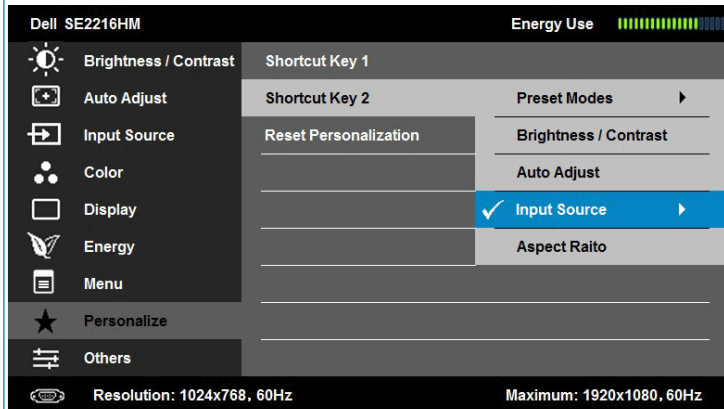 Dell SE2216HM Energy Use
Brightness / Contrast Shortcut Key 1
Auto Adjust Shortcut Key 2 Preset Modes
Input Source Reset Personalization Brightness / Contrast
Color Auto Adjust
Display Input Source
Energy Aspect Raito
Menu
Personalize
Others
Resolution: 1024x768, 60Hz Maximum: 1920x1080, 60Hz